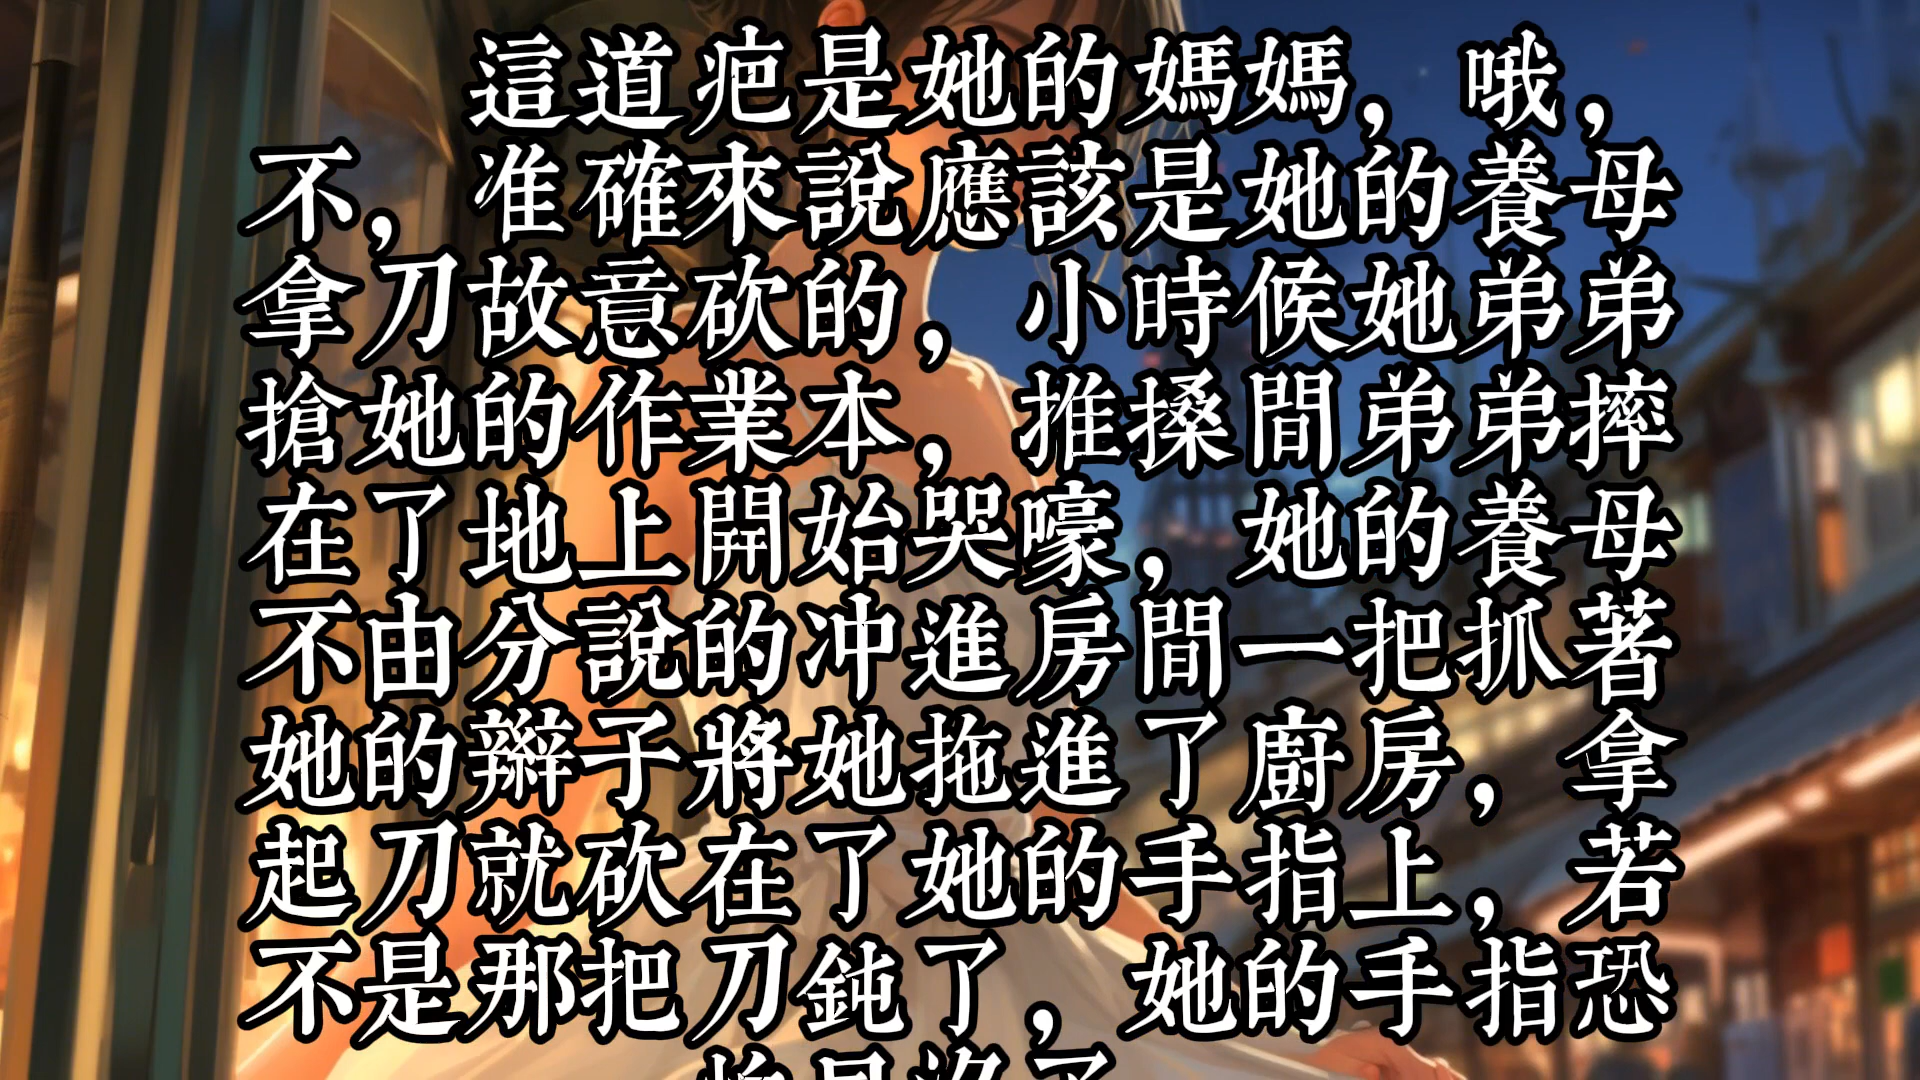 這道疤是她的媽媽，哦，
不，准確來說應該是她的養母
拿刀故意砍的，小時候她弟弟
搶她的作業本，推搡間弟弟摔
在了地上開始哭嚎，她的養母
不由分說的冲進房間一把抓著
她的辮子將她拖進了廚房，拿
起刀就砍在了她的手指上，若
不是那把刀鈍了，她的手指恐